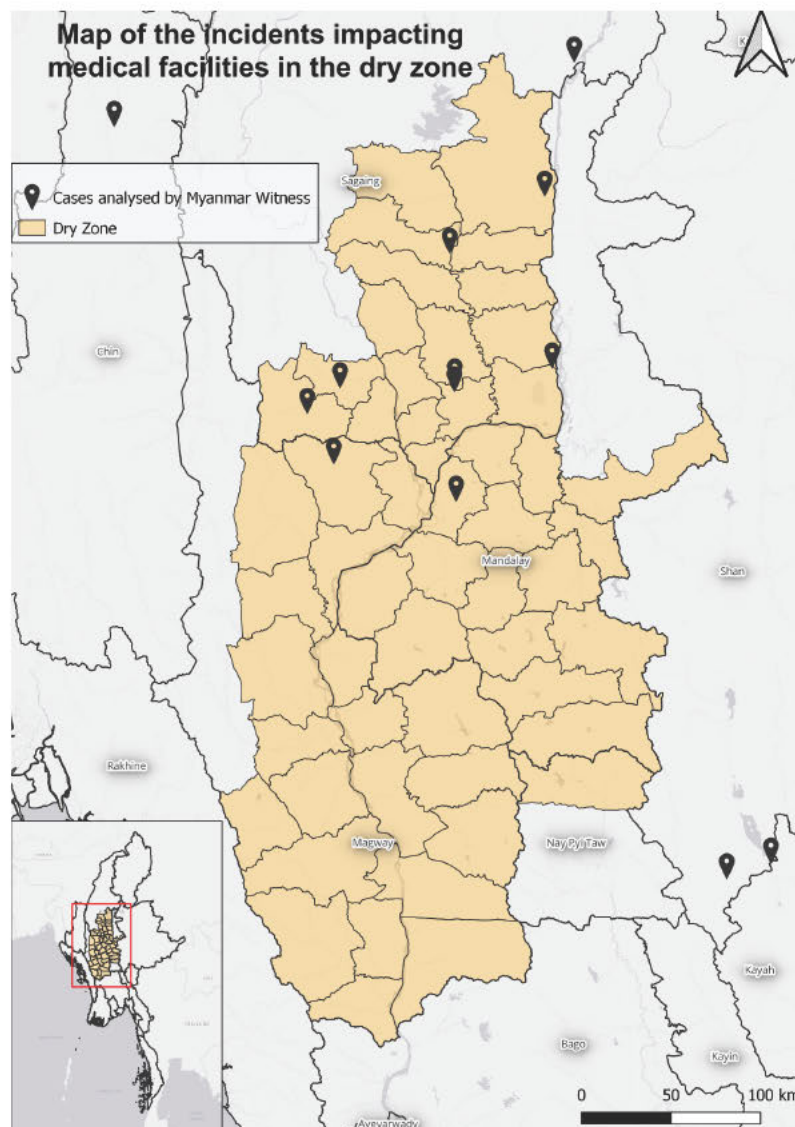 Map of the incidents impacting
medical facilities in the dry zone
Cases analysed by Myanmar Witness
Dry Zone
Sagaing
Chin
Mandalay
Shan
Rakhine
Magway
Nay Pyi Taw
Kayah
Bago
Kayin
Ayeyarwady
0 50 100 km